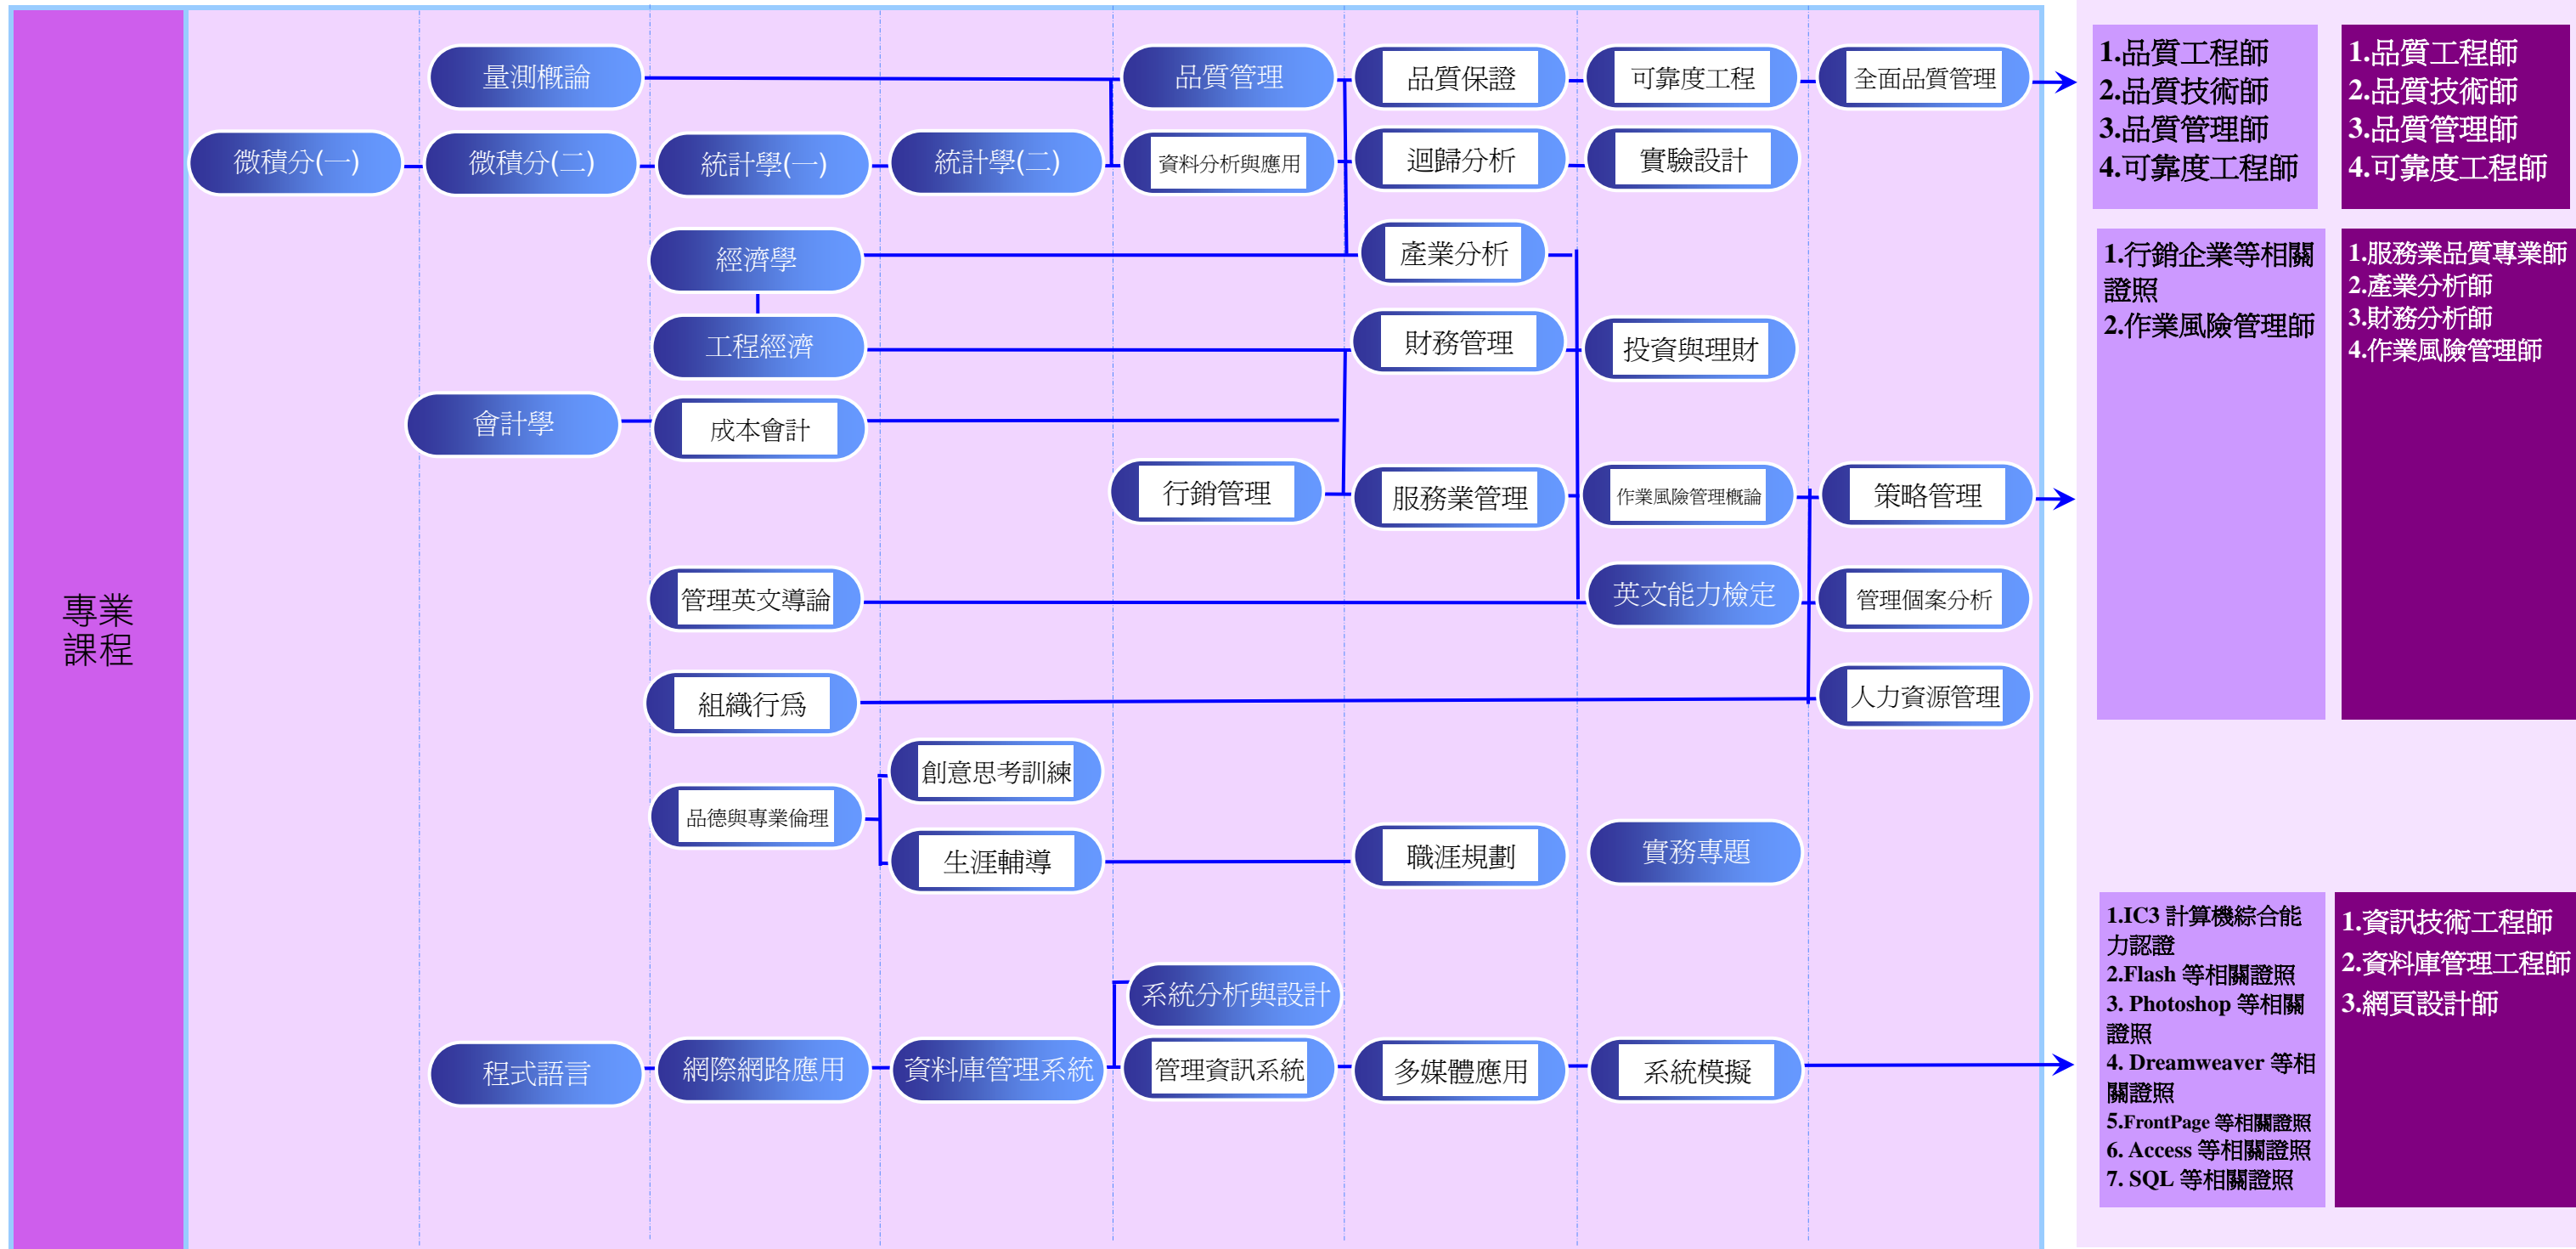 專業
課程
量測概論
品質管理
品質保證
可靠度工程
全面品質管理
微積分(一)
微積分(二)
統計學(一)
統計學(二)
資料分析與應用
迴歸分析
實驗設計
經濟學
產業分析
工程經濟
財務管理
投資與理財
會計學
成本會計
行銷管理
服務業管理
作業風險管理概論
策略管理
管理英文導論
英文能力檢定
管理個案分析
組織行為
人力資源管理
創意思考訓練
品德與專業倫理
生涯輔導
職涯規劃
實務專題
系統分析與設計
程式語言
網際網路應用
資料庫管理系統
管理資訊系統
多媒體應用
系統模擬
1.品質工程師
2.品質技術師
3.品質管理師
4.可靠度工程師
1.品質工程師
2.品質技術師
3.品質管理師
4.可靠度工程師
1.行銷企業等相關
證照
2.作業風險管理師
1.服務業品質專業師
2.產業分析師
3.財務分析師
4.作業風險管理師
1.IC3 計算機綜合能
力認證
2.Flash 等相關證照
3. Photoshop 等相關
證照
4. Dreamweaver 等相
關證照
5.FrontPage 等相關證照
6. Access 等相關證照
7. SQL 等相關證照
1.資訊技術工程師
2.資料庫管理工程師
3.網頁設計師